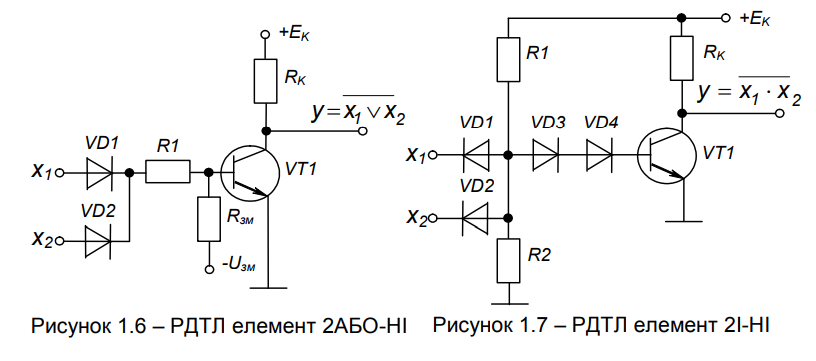 +EK
RK
y = x1 ∨ x2
VD1
R1
VT1
x1
VD2
Rзм
x2
-Uзм
Рисунок 1.6 – РДТЛ елемент 2АБО-НІ
+EK
R1
RK
y = x1 · x2
VD1
VD3
VD4
x1
VT1
VD2
x2
R2
Рисунок 1.7 – РДТЛ елемент 2І-НІ